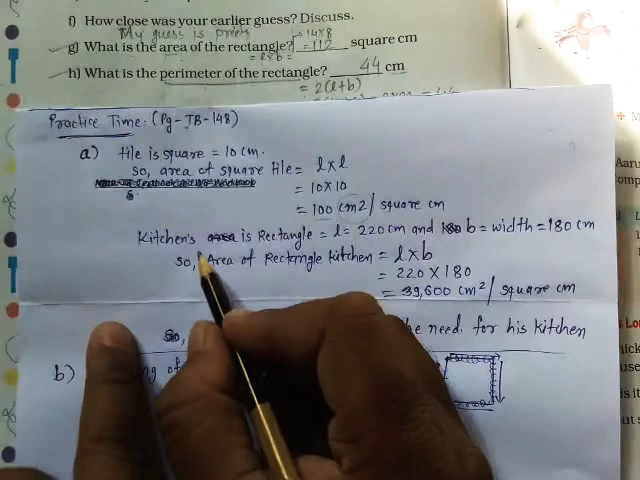 f) How close was your earlier guess? Discuss.
My guess is
14x8
g) What is the area of the rectangle? =112 square cm
= lxb =
h) What is the perimeter of the rectangle? 44 cm
= 2(l+b)
Practice Time: (Pg-TB-148)
a) tile is square = 10 cm.
so, area of square tile = l x l
= 10 x 10
= 100 cm2/ square cm
Kitchen's is Rectangle = l = 220 cm and b = width = 180 cm
so, Area of Rectangle kitchen = l x b
= 220 x 180
= 39,600 cm2/ square cm
he need for his kitchen
b)